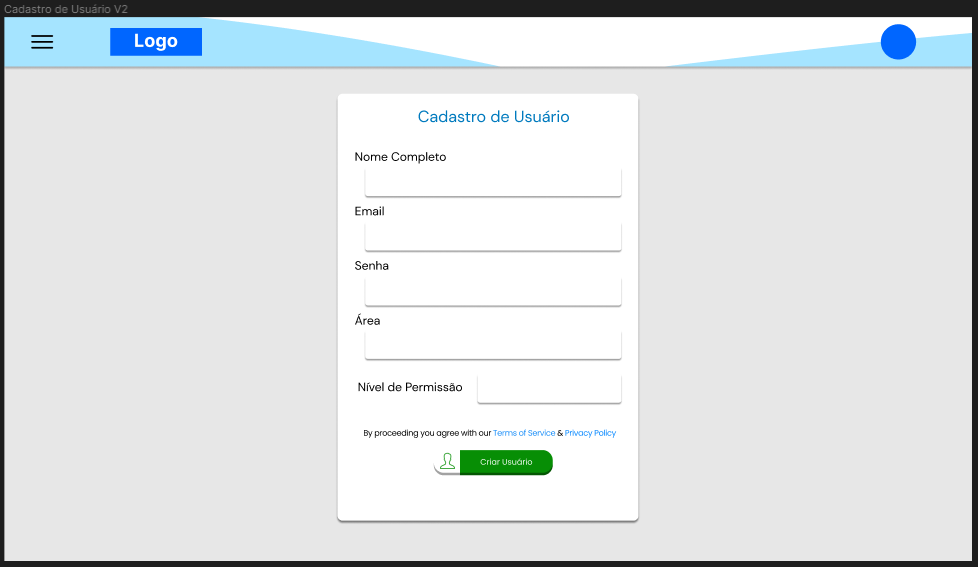 Cadastro de Usuário V2
Logo
Cadastro de Usuário
Nome Completo
Email
Senha
Área
Nível de Permissão
By proceeding you agree with our Terms of Service & Privacy Policy
Criar Usuário